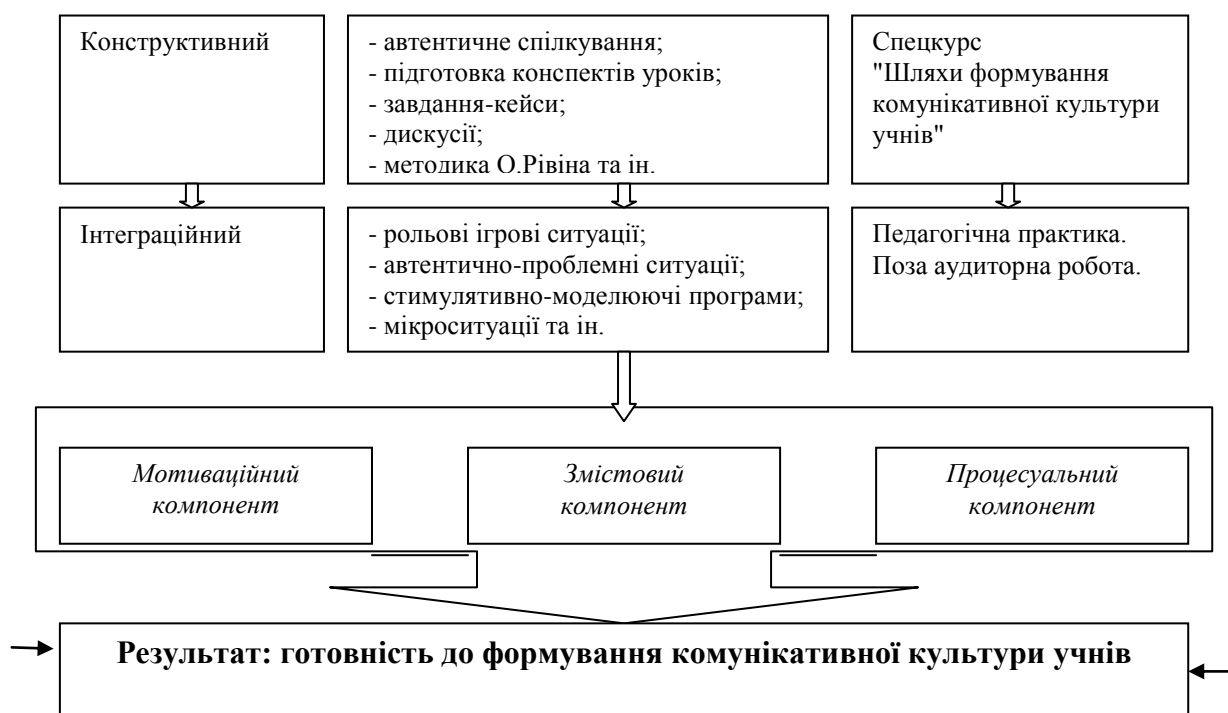 Конструктивний
- автентичне спілкування;
- підготовка конспектів уроків;
- завдання-кейси;
- дискусії;
- методика О.Рівіна та ін.
Спецкурс
"Шляхи формування
комунікативної культури
учнів"
Інтеграційний
- рольові ігрові ситуації;
- автентично-проблемні ситуації;
- стимулятивно-моделюючі програми;
- мікроситуації та ін.
Педагогічна практика.
Поза аудиторна робота.
Мотиваційний
компонент
Змістовий
компонент
Процесуальний
компонент
Результат: готовність до формування комунікативної культури учнів